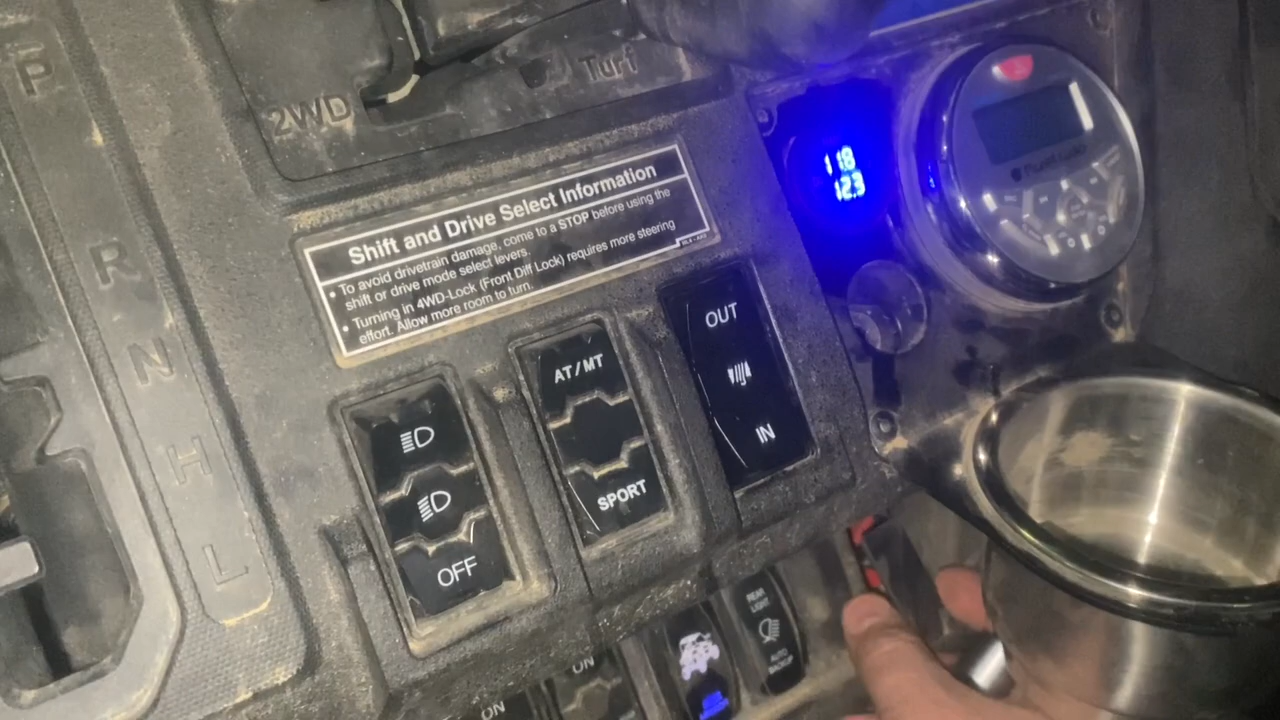 P
R
N
H
L
2WD
Turf
Shift and Drive Select Information
• To avoid drivetrain damage, come to a STOP before using the
shift or drive mode select levers.
• Turning in 4WD-Lock (Front Diff Lock) requires more steering
effort. Allow more room to turn.
11.8
12.3
OFF
AT/MT
SPORT
OUT
IN
ON
ON
REAR
LIGHT
AUTO
BACKUP